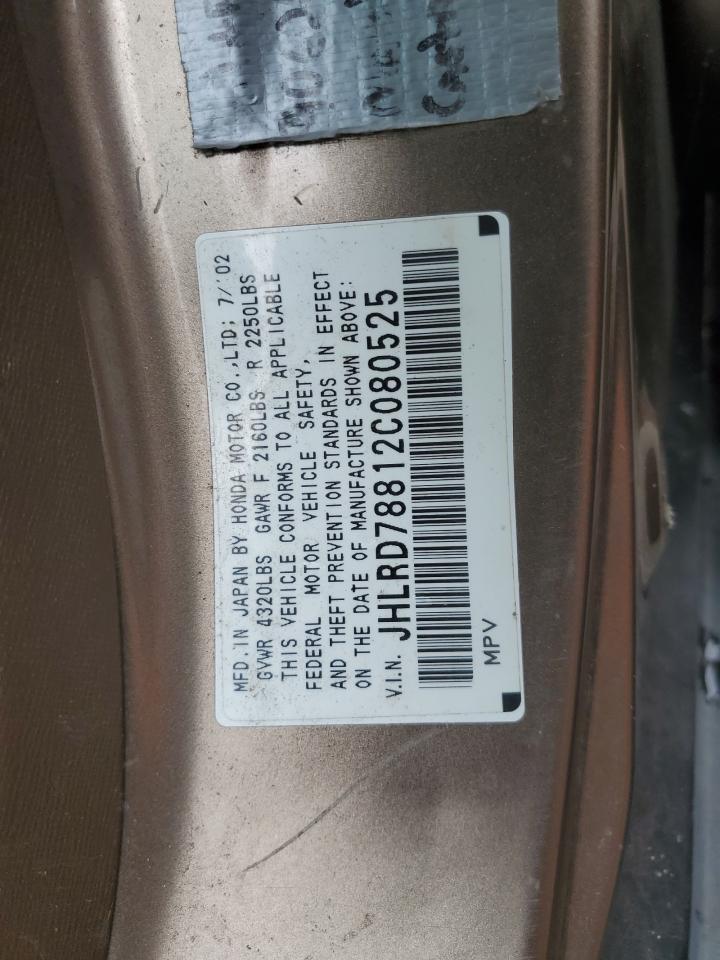 MFD. IN JAPAN BY HONDA MOTOR CO.,LTD; 7/'02
GVWR 4320LBS GAWR F 2160LBS R 2250LBS
THIS VEHICLE CONFORMS TO ALL APPLICABLE
FEDERAL MOTOR VEHICLE SAFETY,
AND THEFT PREVENTION STANDARDS IN EFFECT
ON THE DATE OF MANUFACTURE SHOWN ABOVE:
V.I.N. JHLRD78812C080525
MPV